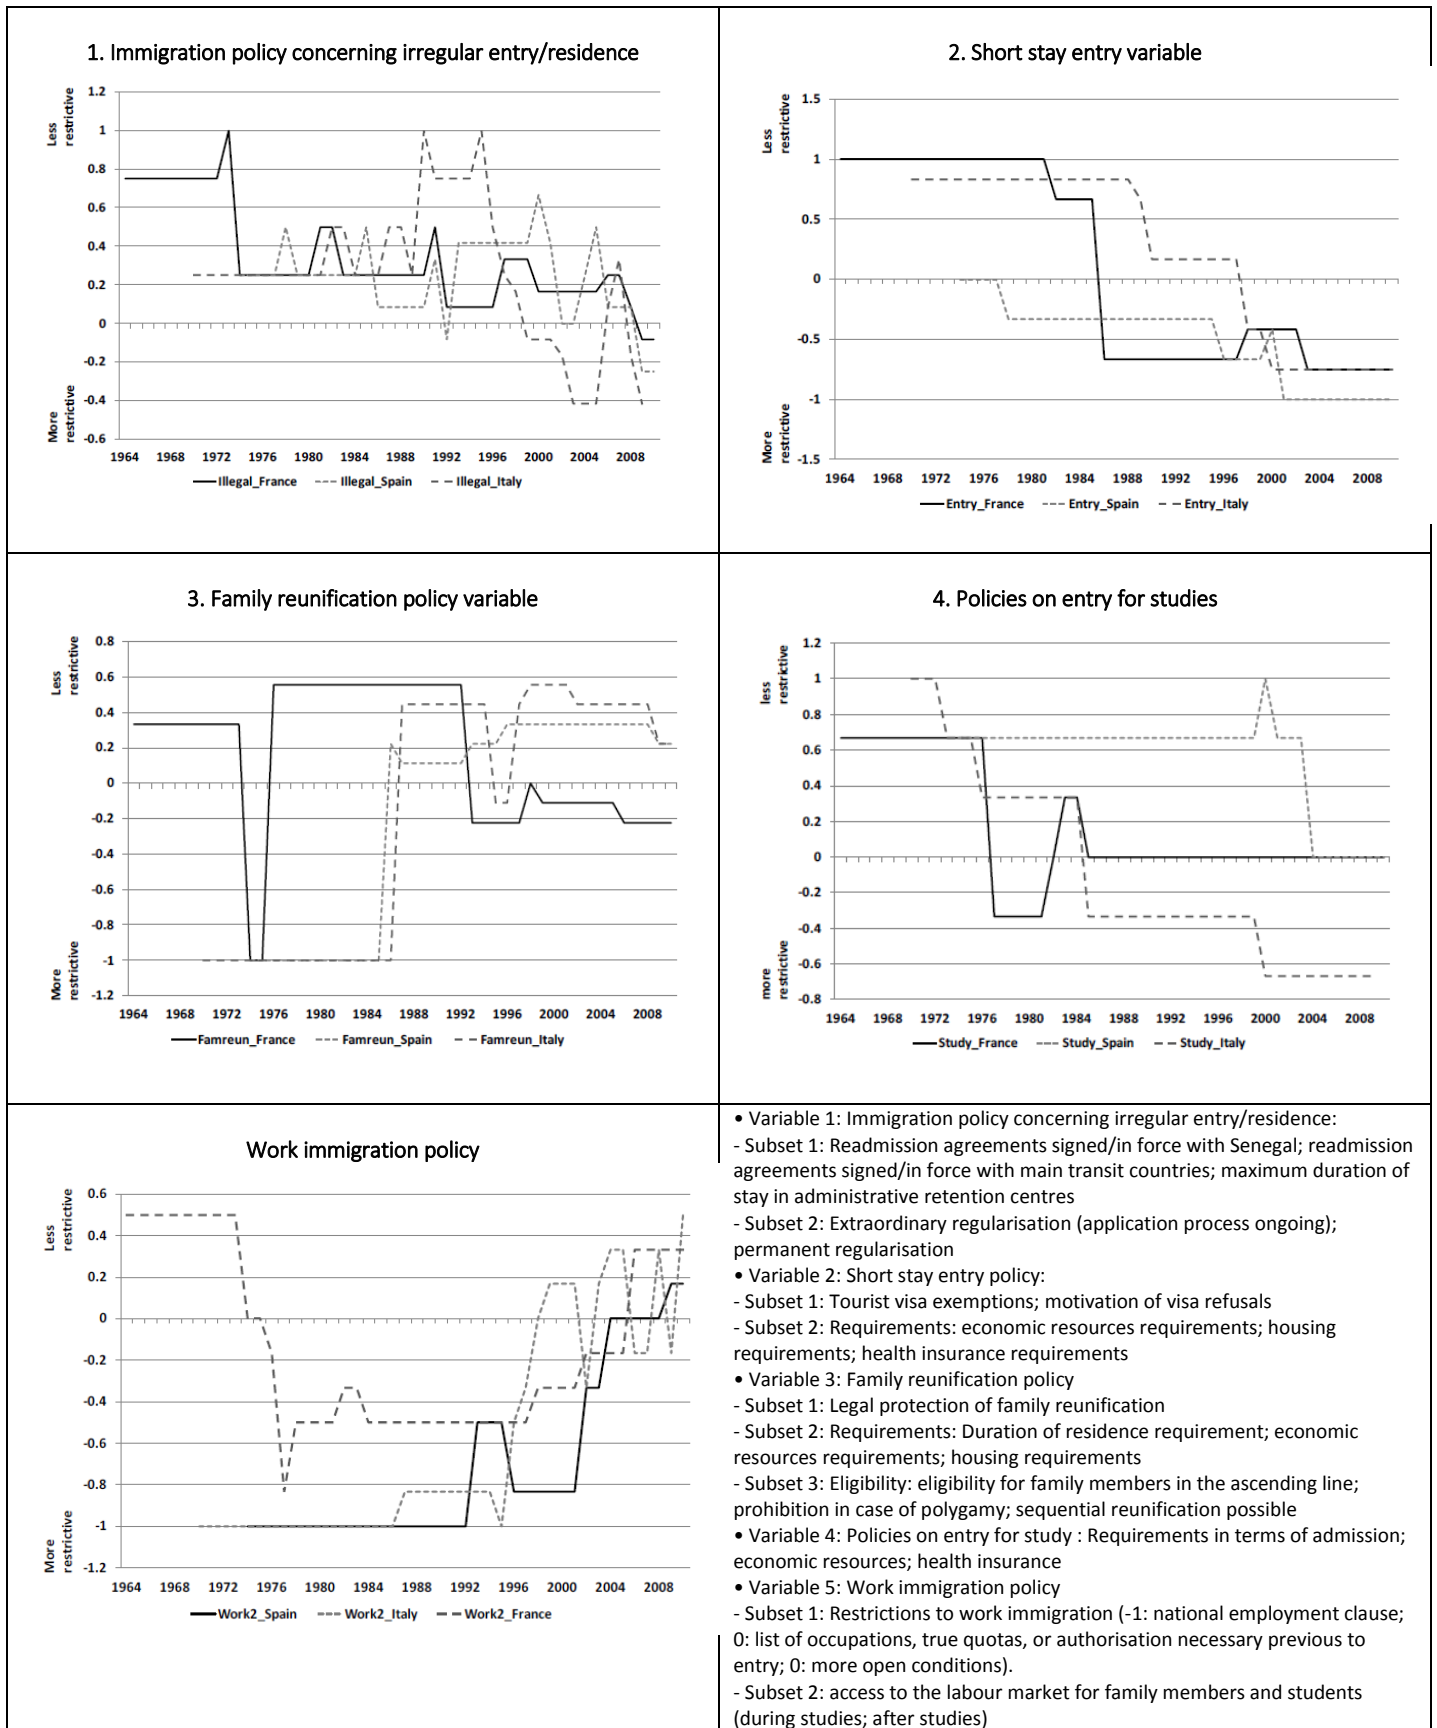 1. Immigration policy concerning irregular entry/residence
Less
restrictive
More
restrictive
1.2
1
0.8
0.6
0.4
0.2
0
-0.2
-0.4
-0.6
1964 1968 1972 1976 1980 1984 1988 1992 1996 2000 2004 2008
Illegal_France Illegal_Spain Illegal_Italy
2. Short stay entry variable
Less
restrictive
More
restrictive
1.5
1
0.5
0
-0.5
-1
-1.5
1964 1968 1972 1976 1980 1984 1988 1992 1996 2000 2004 2008
Entry_France Entry_Spain Entry_Italy
3. Family reunification policy variable
Less
restrictive
More
restrictive
0.8
0.6
0.4
0.2
0
-0.2
-0.4
-0.6
-0.8
-1
-1.2
1964 1968 1972 1976 1980 1984 1988 1992 1996 2000 2004 2008
Famreun_France Famreun_Spain Famreun_Italy
4. Policies on entry for studies
less
restrictive
more
restrictive
1.2
1
0.8
0.6
0.4
0.2
0
-0.2
-0.4
-0.6
-0.8
1964 1968 1972 1976 1980 1984 1988 1992 1996 2000 2004 2008
Study_France Study_Spain Study_Italy
Work immigration policy
Less
restrictive
More
restrictive
0.6
0.4
0.2
0
-0.2
-0.4
-0.6
-0.8
-1
-1.2
1964 1968 1972 1976 1980 1984 1988 1992 1996 2000 2004 2008
Work2_Spain Work2_Italy Work2_France
• Variable 1: Immigration policy concerning irregular entry/residence:
- Subset 1: Readmission agreements signed/in force with Senegal; readmission
agreements signed/in force with main transit countries; maximum duration of
stay in administrative retention centres
- Subset 2: Extraordinary regularisation (application process ongoing);
permanent regularisation
• Variable 2: Short stay entry policy:
- Subset 1: Tourist visa exemptions; motivation of visa refusals
- Subset 2: Requirements: economic resources requirements; housing
requirements; health insurance requirements
• Variable 3: Family reunification policy
- Subset 1: Legal protection of family reunification
- Subset 2: Requirements: Duration of residence requirement; economic
resources requirements; housing requirements
- Subset 3: Eligibility: eligibility for family members in the ascending line;
prohibition in case of polygamy; sequential reunification possible
• Variable 4: Policies on entry for study : Requirements in terms of admission;
economic resources; health insurance
• Variable 5: Work immigration policy
- Subset 1: Restrictions to work immigration (-1: national employment clause;
0: list of occupations, true quotas, or authorisation necessary previous to
entry; 0: more open conditions).
- Subset 2: access to the labour market for family members and students
(during studies; after studies)